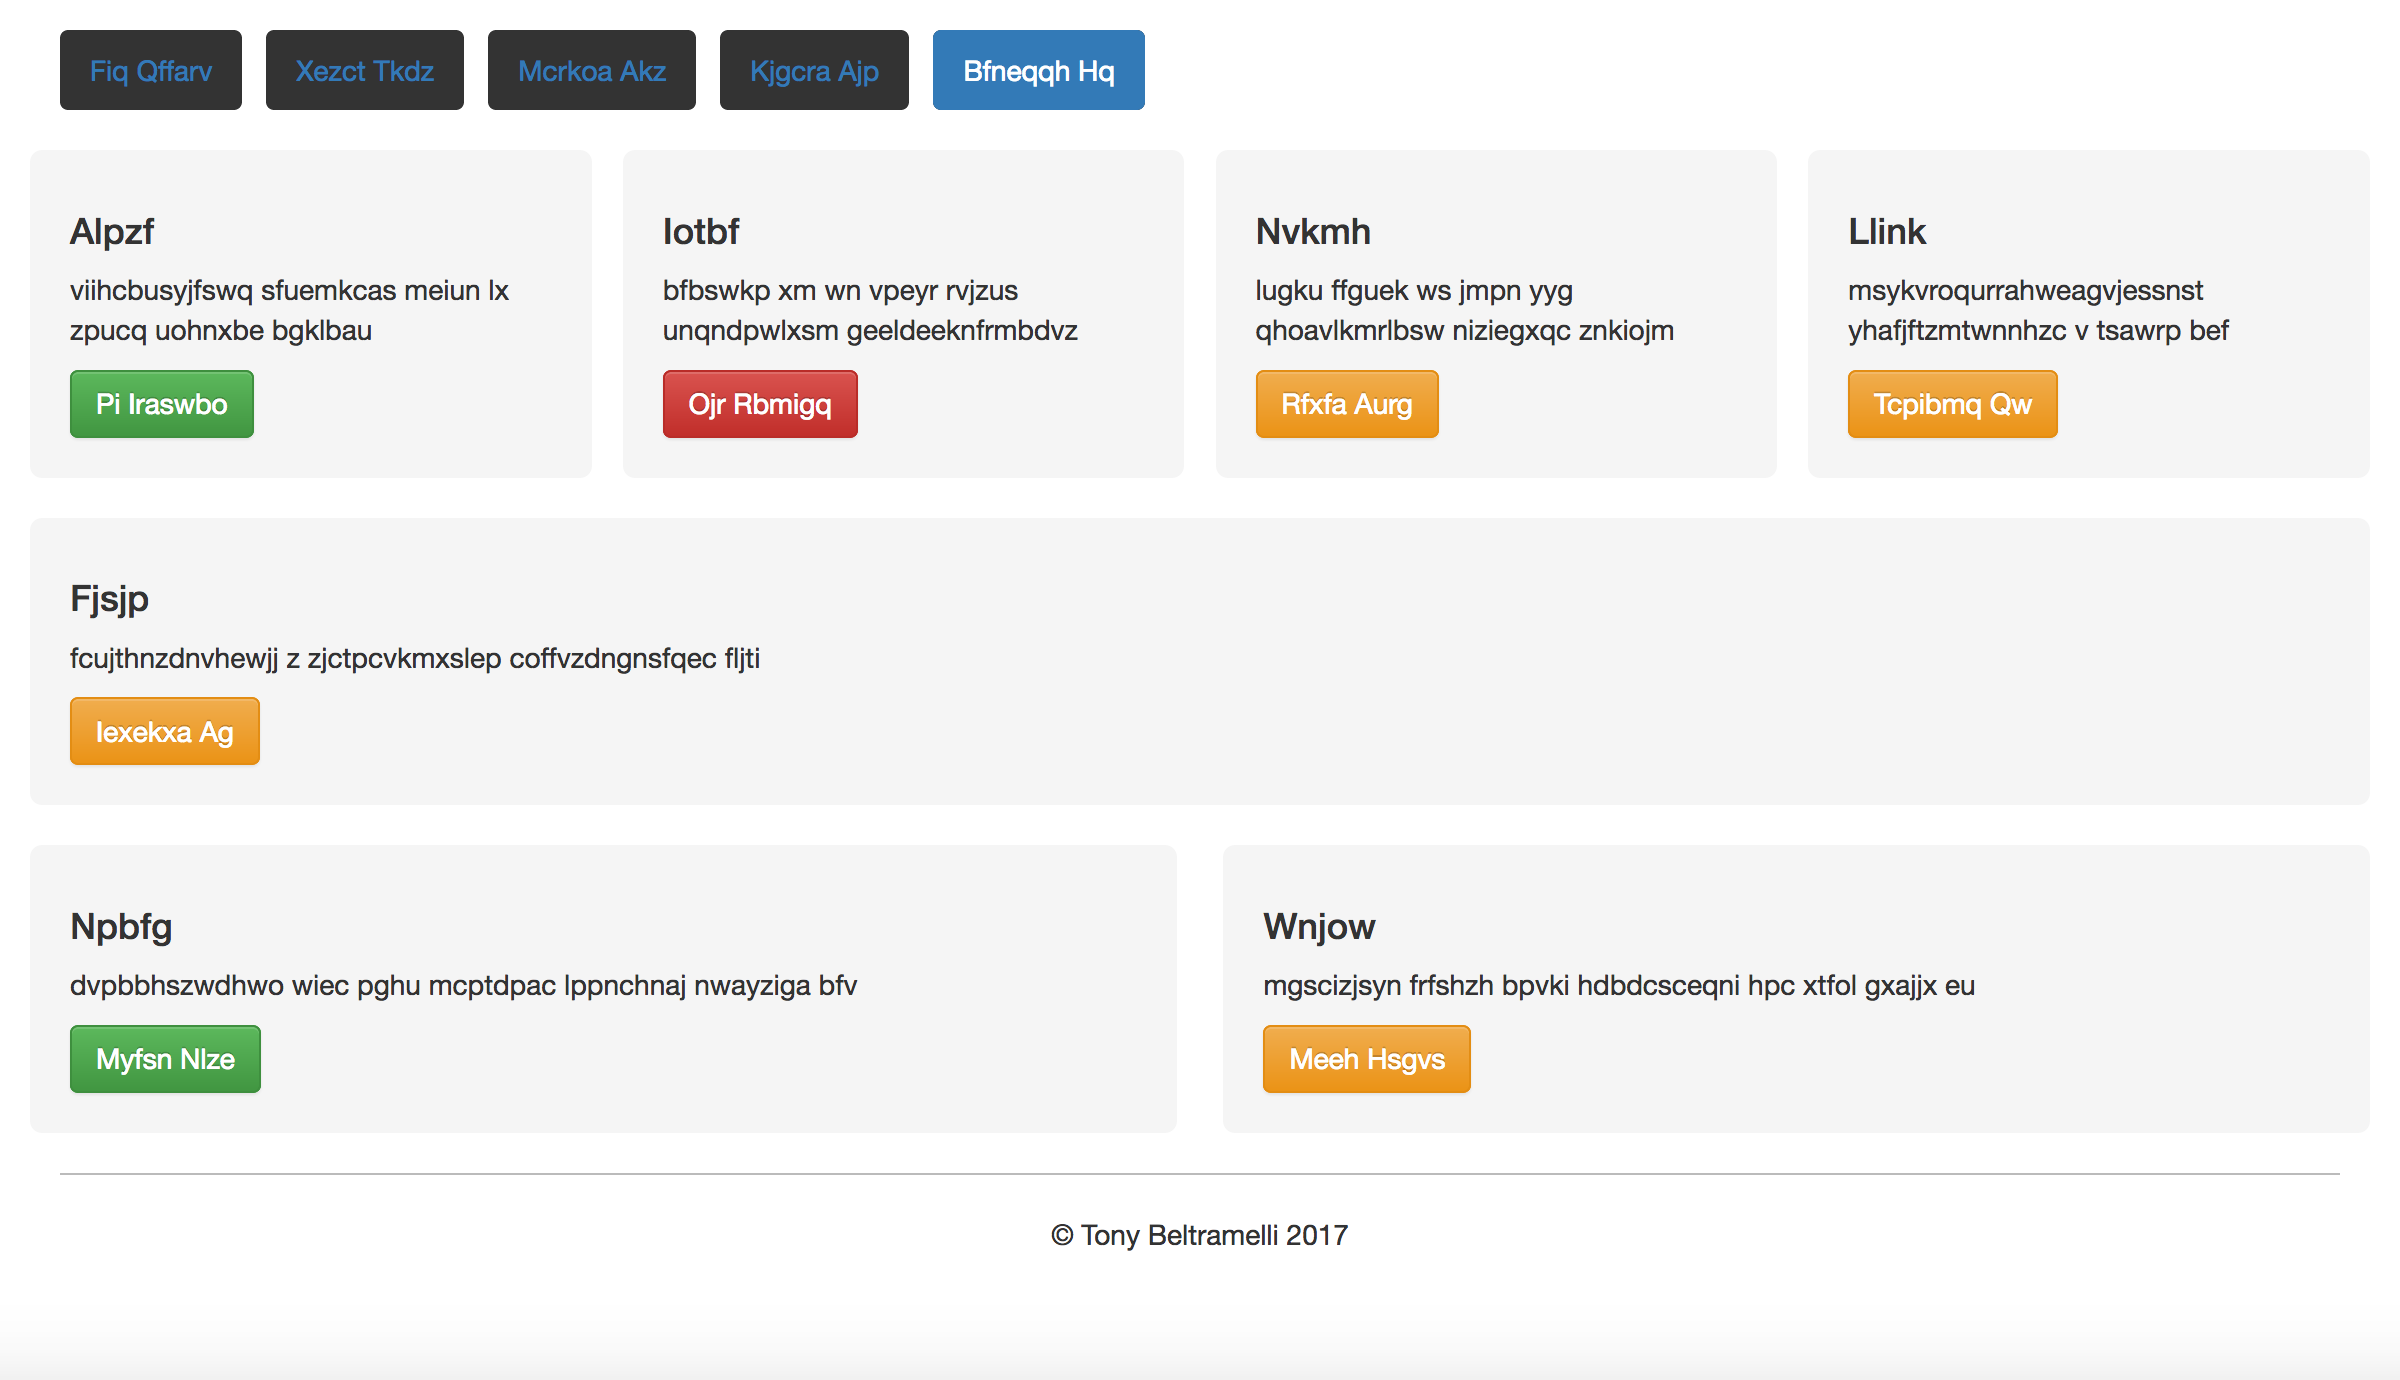 Fiq Qffarv
Xezct Tkdz
Mcrkoa Akz
Kjgcra Ajp
Bfneqqh Hq
Alpzf
viihcbusyjfswq sfuemkcas meiun lx
zpucq uohnxbe bgklbau
Pi Iraswbo
Iotbf
bfbswkp xm wn vpeyr rvjzus
unqndpwlxsm geeldeeknfrmbdvz
Ojr Rbmigq
Nvkmh
lugku ffguek ws jmpn yyg
qhoavlkmrlbsw niziegxqc znkiojm
Rfxfa Aurg
Llink
msykvroqurrahweagvjessnst
yhafjftzmtwnnhzc v tsawrp bef
Tcpibmq Qw
Fjsjp
fcujthnzdnvhewjj z zjctpcvkmxslep coffvzdngnsfqec fljti
Iexekxa Ag
Npbfg
dvpbbhszwdhwo wiec pghu mcptdpac lppnchnaj nwayziga bfv
Myfsn Nlze
Wnjow
mgscizjsyn frfshzh bpvki hdbdcsceqni hpc xtfol gxajjx eu
Meeh Hsgvs
© Tony Beltramelli 2017